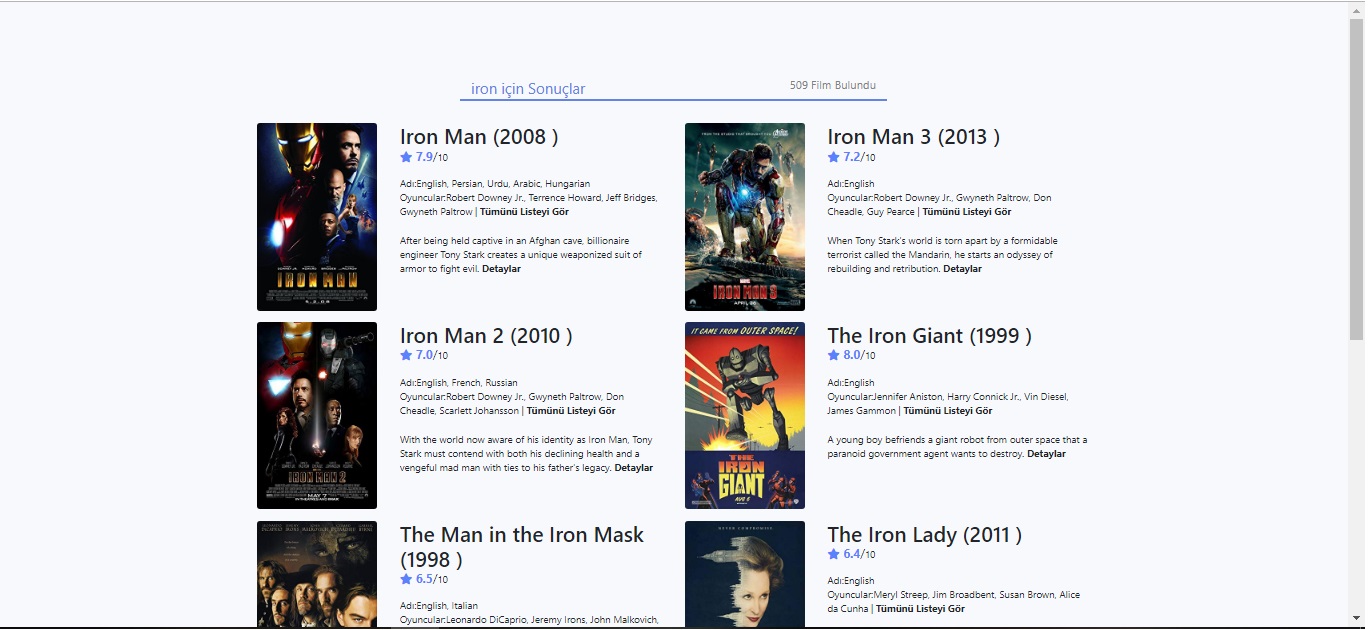 iron için Sonuçlar
509 Film Bulundu
Iron Man (2008 )
7.9/10
Adı:English, Persian, Urdu, Arabic, Hungarian
Oyuncular:Robert Downey Jr., Terrence Howard, Jeff Bridges,
Gwyneth Paltrow | Tümünü Listeyi Gör
After being held captive in an Afghan cave, billionaire
engineer Tony Stark creates a unique weaponized suit of
armor to fight evil. Detaylar
IRON MAN
Iron Man 3 (2013 )
7.2/10
Adı:English
Oyuncular:Robert Downey Jr., Gwyneth Paltrow, Don
Cheadle, Guy Pearce | Tümünü Listeyi Gör
When Tony Stark's world is torn apart by a formidable
terrorist called the Mandarin, he starts an odyssey of
rebuilding and retribution. Detaylar
IRON MAN 3
Iron Man 2 (2010 )
7.0/10
Adı:English, French, Russian
Oyuncular:Robert Downey Jr., Gwyneth Paltrow, Don
Cheadle, Scarlett Johansson | Tümünü Listeyi Gör
With the world now aware of his identity as Iron Man, Tony
Stark must contend with both his declining health and a
vengeful mad man with ties to his father's legacy. Detaylar
IRON MAN 2
MAY 7
The Iron Giant (1999 )
8.0/10
Adı:English
Oyuncular:Jennifer Aniston, Harry Connick Jr., Vin Diesel,
James Gammon | Tümünü Listeyi Gör
A young boy befriends a giant robot from outer space that a
paranoid government agent wants to destroy. Detaylar
IT CAME FROM OUTER SPACE!
THE
IRON
GIANT
The Man in the Iron Mask
(1998 )
6.5/10
Adı:English, Italian
Oyuncular:Leonardo DiCaprio, Jeremy Irons, John Malkovich,
The Iron Lady (2011 )
6.4/10
Adı:English
Oyuncular:Meryl Streep, Jim Broadbent, Susan Brown, Alice
da Cunha | Tümünü Listeyi Gör
NEVER COMPROMISE